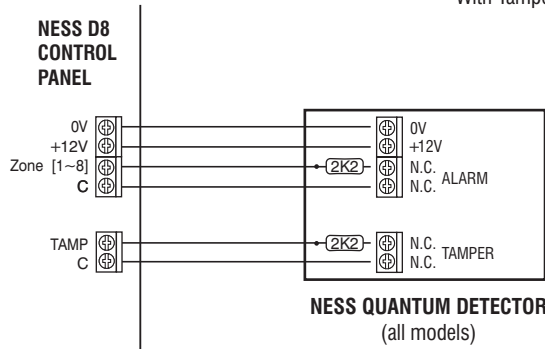 With Tampe
NESS D8
CONTROL
PANEL
0V
+12V
Zone [1~8]
C
TAMP
C
2K2
2K2
0V
+12V
N.C.
N.C.
ALARM
N.C.
N.C.
TAMPER
NESS QUANTUM DETECTOR
(all models)